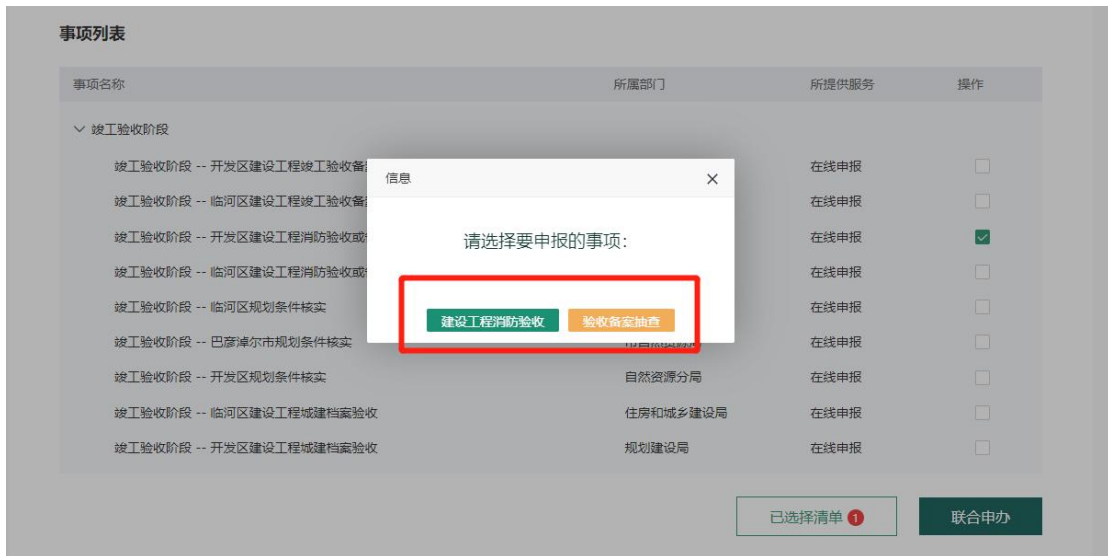 事项列表
事项名称 所属部门 所提供服务 操作
竣工验收阶段
竣工验收阶段 -- 开发区建设工程竣工验收备 在线申报
竣工验收阶段 -- 临河区建设工程竣工验收备 在线申报
竣工验收阶段 -- 开发区建设工程消防验收或 在线申报
竣工验收阶段 -- 临河区建设工程消防验收或 在线申报
竣工验收阶段 -- 临河区规划条件核实 在线申报
竣工验收阶段 -- 巴彦淖尔市规划条件核实 市自然资源局 在线申报
竣工验收阶段 -- 开发区规划条件核实 自然资源分局 在线申报
竣工验收阶段 -- 临河区建设工程城建档案验收 住房和城乡建设局 在线申报
竣工验收阶段 -- 开发区建设工程城建档案验收 规划建设局 在线申报
信息
请选择要申报的事项：
建设工程消防验收 验收备案抽查
已选择清单 1 联合申办